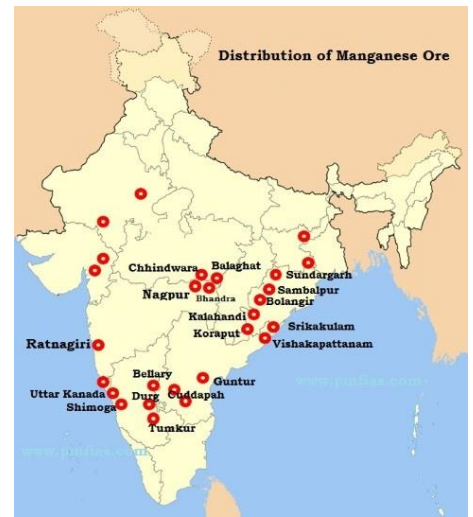 Distribution of Manganese Ore
Chhindwara
Balaghat
Nagpur
Bhandra
Sundargarh
Sambalpur
Bolangir
Kalahandi
Koraput
Srikakulam
Vishakapattanam
Ratnagiri
www.pmfias.com
Bellary
Guntur
Uttar Kanada
Durg
Cuddapah
Shimoga
Tumkur
www.pmfias.com